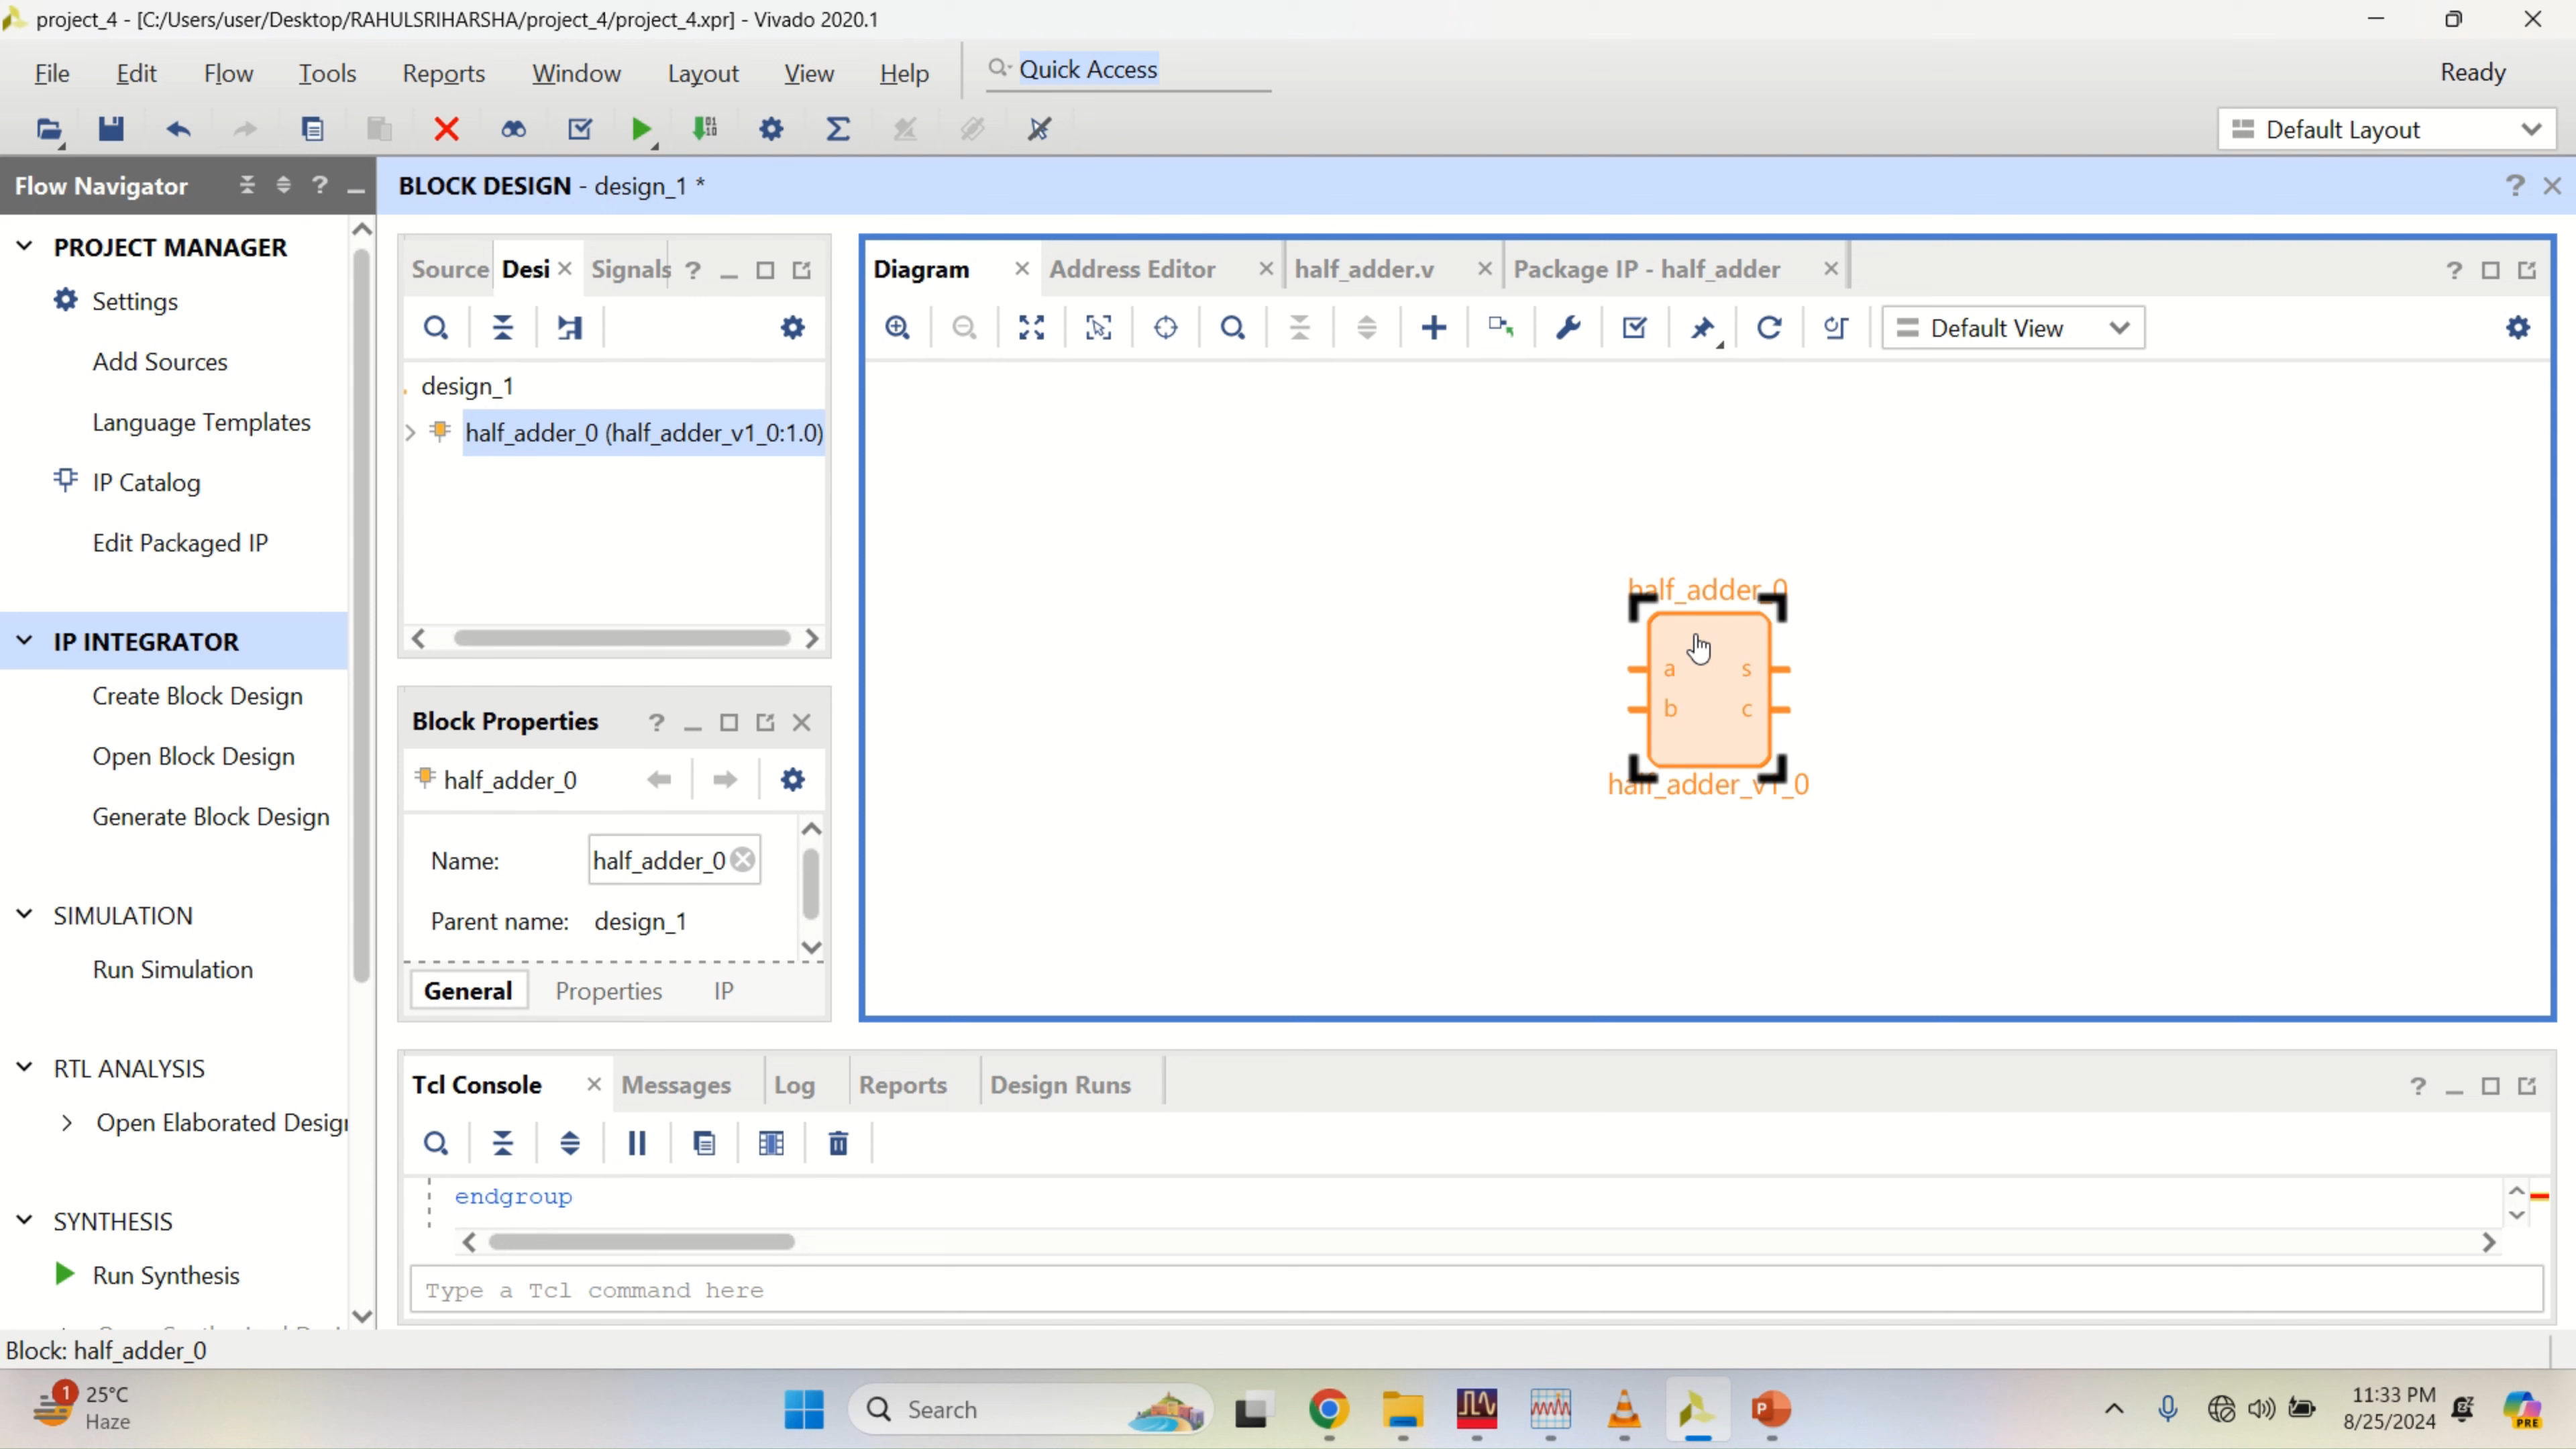 project_4 - [C:/Users/user/Desktop/RAHULSRIHARSHA/project_4/project_4.xpr] - Vivado 2020.1
File Edit Flow Tools Reports Window Layout View Help Quick Access Ready
Default Layout
Flow Navigator
BLOCK DESIGN - design_1 *
PROJECT MANAGER
Settings
Add Sources
Language Templates
IP Catalog
Edit Packaged IP
IP INTEGRATOR
Create Block Design
Open Block Design
Generate Block Design
SIMULATION
Run Simulation
RTL ANALYSIS
Open Elaborated Design
SYNTHESIS
Run Synthesis
Source Desi Signals
design_1
half_adder_0 (half_adder_v1_0:1.0)
Block Properties
half_adder_0
Name: half_adder_0
Parent name: design_1
General Properties IP
Diagram Address Editor half_adder.v Package IP - half_adder
Default View
half_adder_0
a s
b c
half_adder_v1_0
Tcl Console Messages Log Reports Design Runs
endgroup
Type a Tcl command here
Block: half_adder_0
1 25°C
Haze
Search
11:33 PM
8/25/2024
PRE